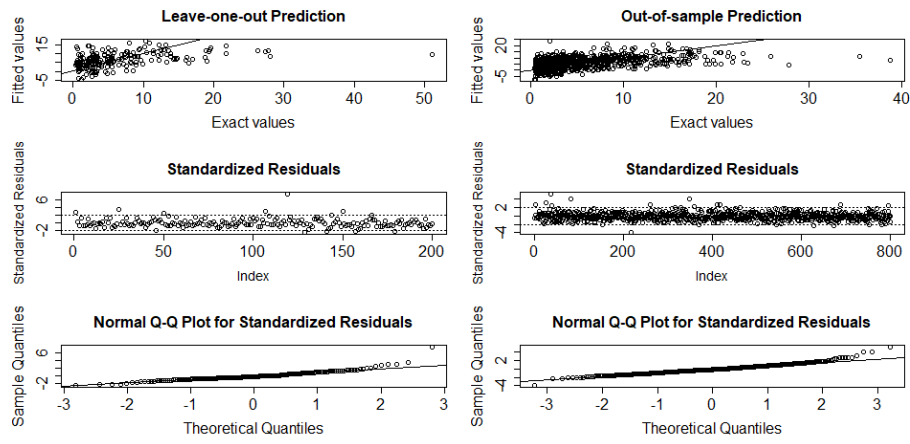 Leave-one-out Prediction
Fitted values
-5 5 15
0 10 20 30 40 50
Exact values
Out-of-sample Prediction
Fitted values
-5 20
0 10 20 30 40
Exact values
Standardized Residuals
Standardized Residuals
-2 6
0 50 100 150 200
Index
Standardized Residuals
Standardized Residuals
-4 2
0 200 400 600 800
Index
Normal Q-Q Plot for Standardized Residuals
Sample Quantiles
-2 6
-3 -2 -1 0 1 2 3
Theoretical Quantiles
Normal Q-Q Plot for Standardized Residuals
Sample Quantiles
-4 2
-3 -2 -1 0 1 2 3
Theoretical Quantiles